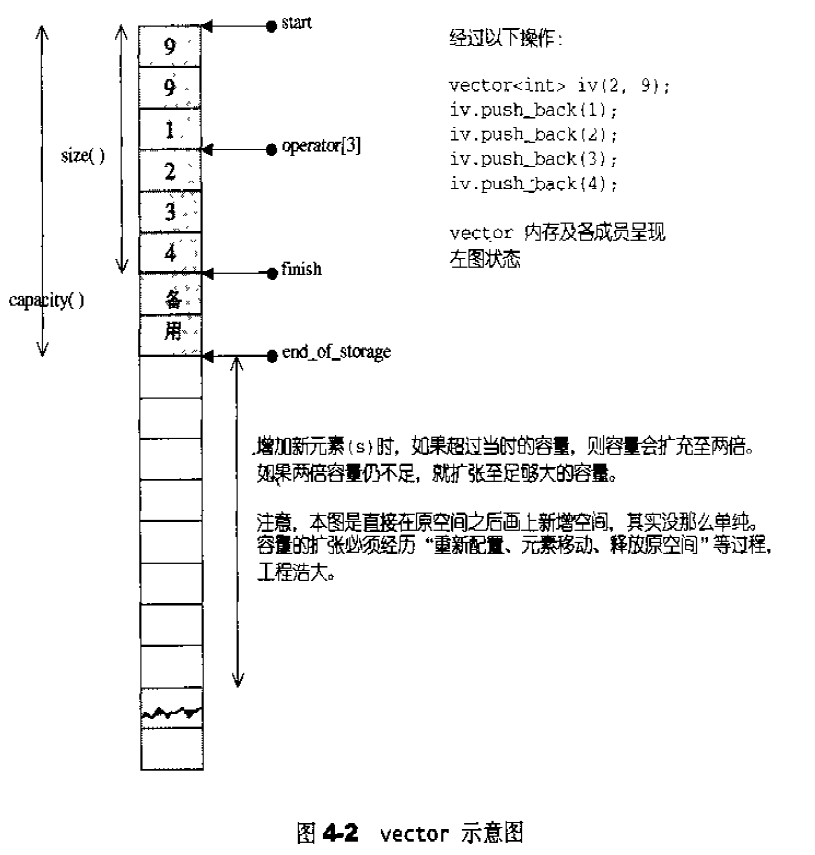 start
9
经过以下操作:
9
vector<int> iv(2, 9);
iv.push_back(1);
1
iv.push_back(2);
operator[3]
size( )
iv.push_back(3);
2
iv.push_back(4);
3
vector 内存及各成员呈现
4
左图状态
finish
capacity( )
备
用
end_of_storage
增加新元素(s)时，如果超过当时的容量，则容量会扩充至两倍。
如果两倍容量仍不足，就扩张至足够大的容量。
注意，本图是直接在原空间之后画上新增空间，其实没那么单纯。
容量的扩张必须经历“重新配置、元素移动、释放原空间”等过程，
工程浩大。
图 4-2 vector 示意图